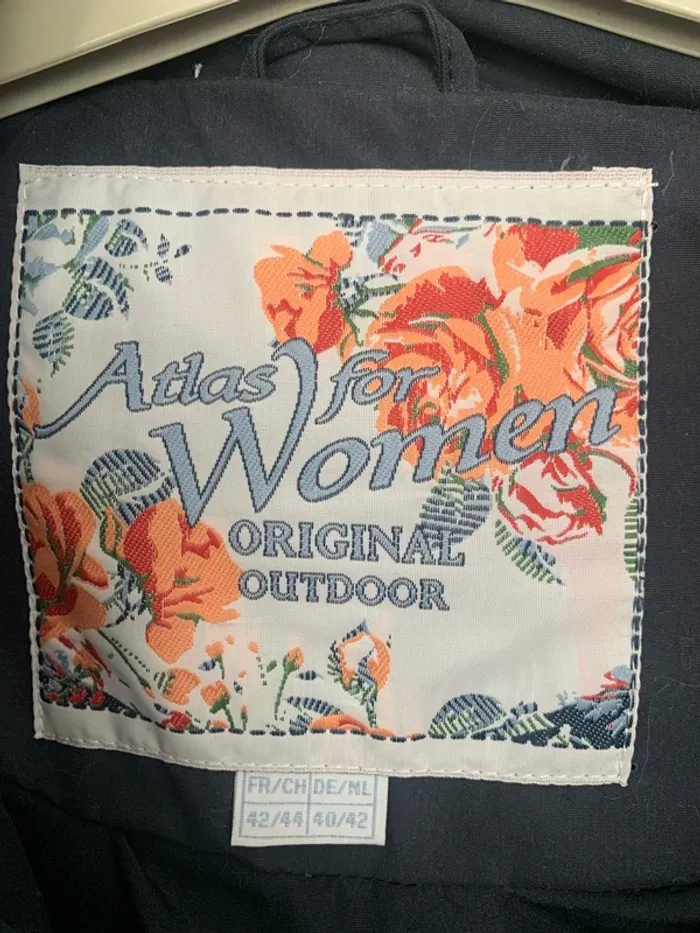 Atlas for
Women
ORIGINAL
OUTDOOR
FR/CH DE/NL
42/44 40/42